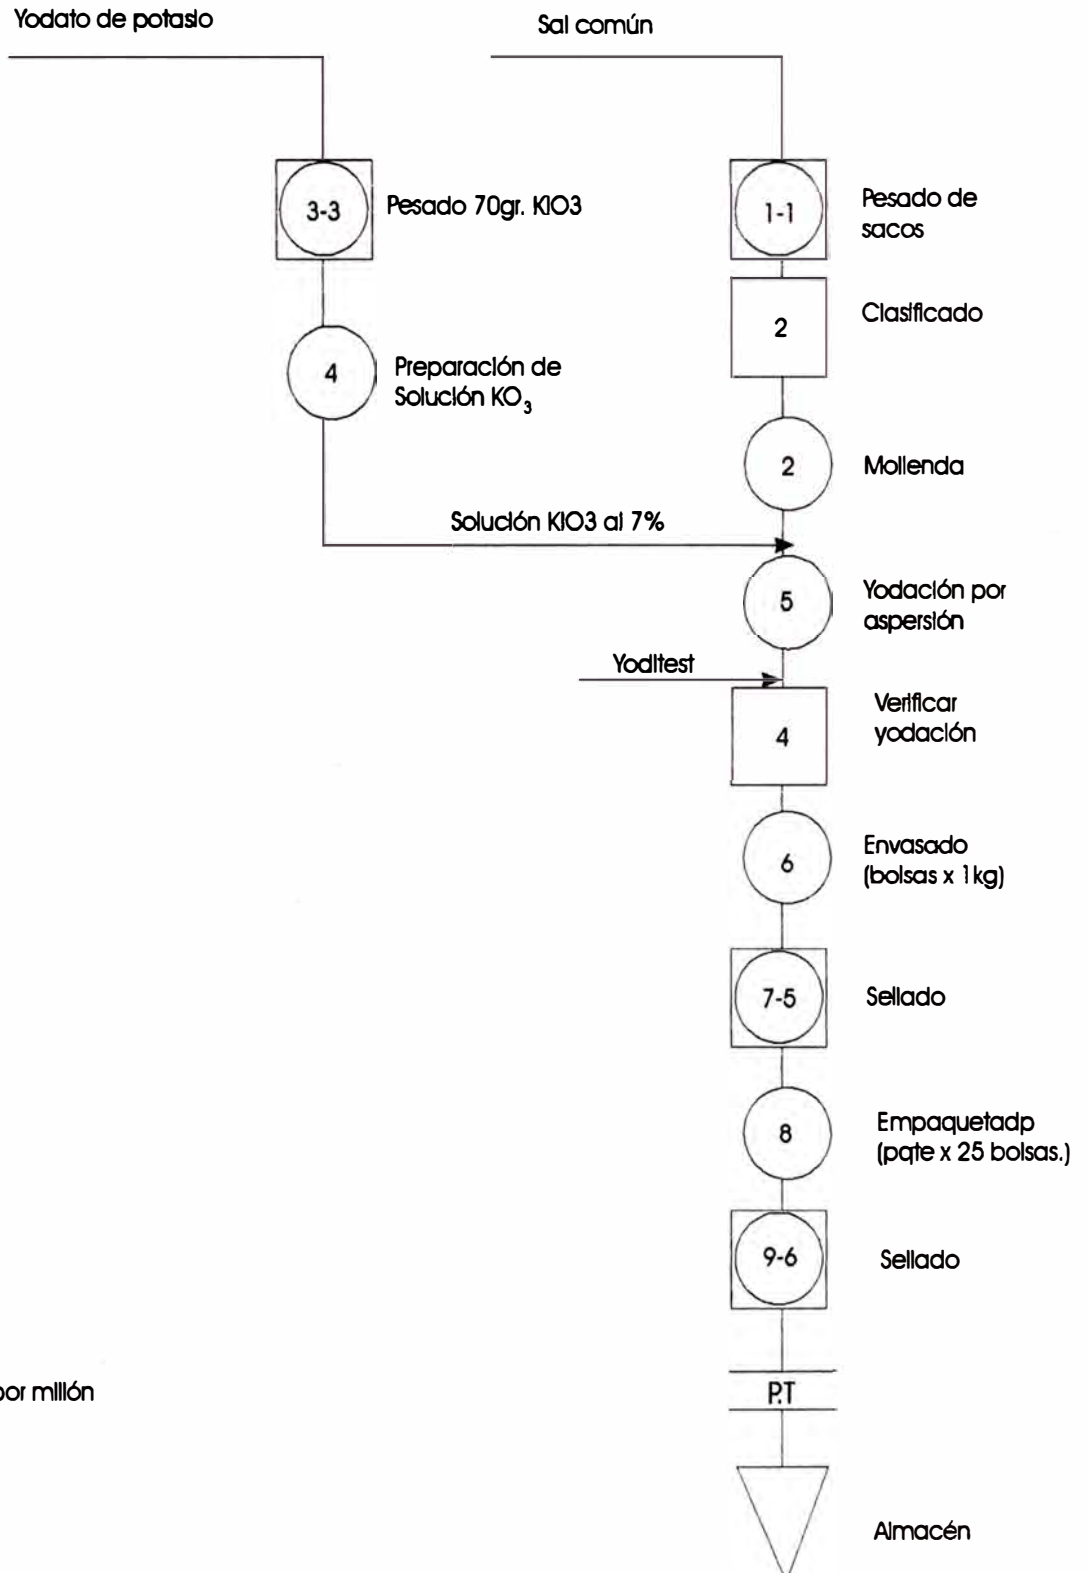 Yodato de potasio
Sal común
3-3
Pesado 70gr. KIO3
1-1
Pesado de
sacos
2
Clasificado
4
Preparación de
Solución KO₃
2
Molienda
Solución KIO3 al 7%
5
Yodación por
aspersión
Yoditest
4
Verificar
yodación
6
Envasado
(bolsas x 1kg)
7-5
Sellado
8
Empaquetadp
(pqte x 25 bolsas.)
9-6
Sellado
por millón
P.T
Almacén